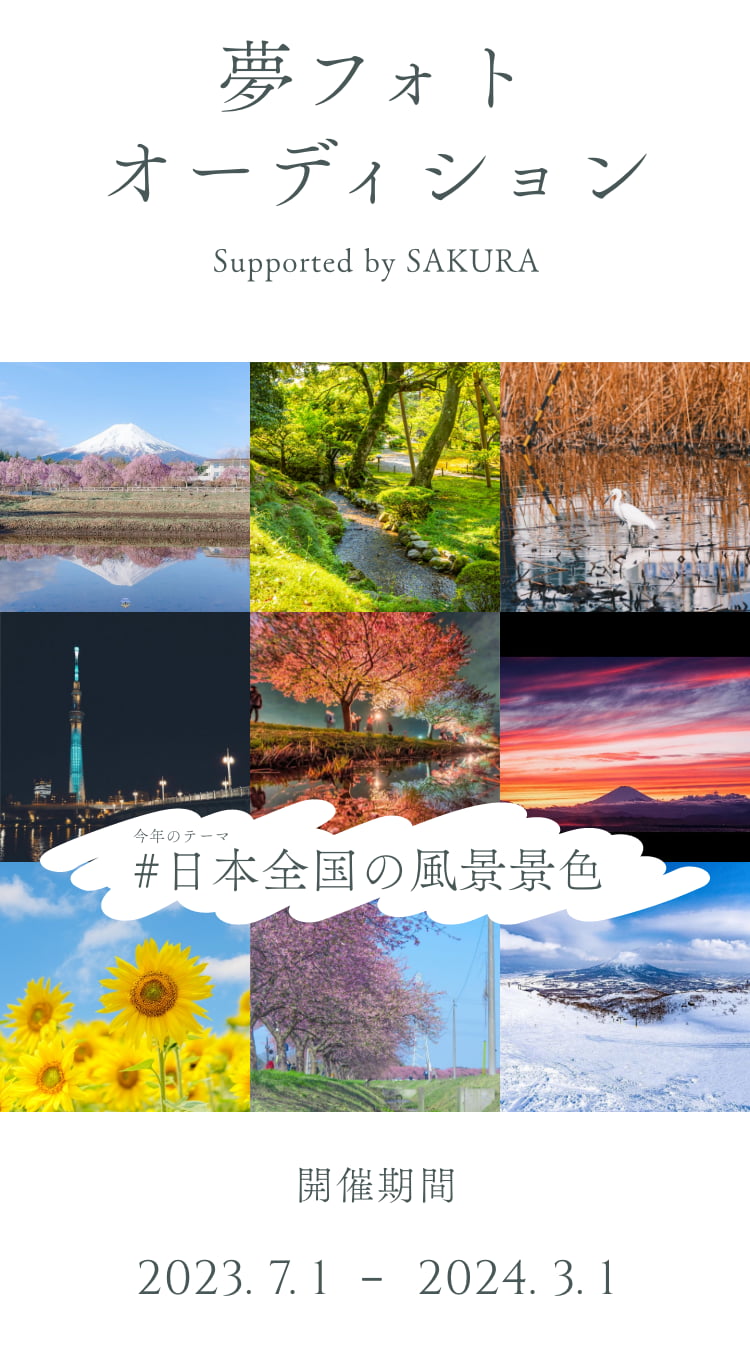 夢フォト
オーディション
Supported by SAKURA
今年のテーマ
#日本全国の風景景色
開催期間
2023. 7. 1 – 2024. 3. 1